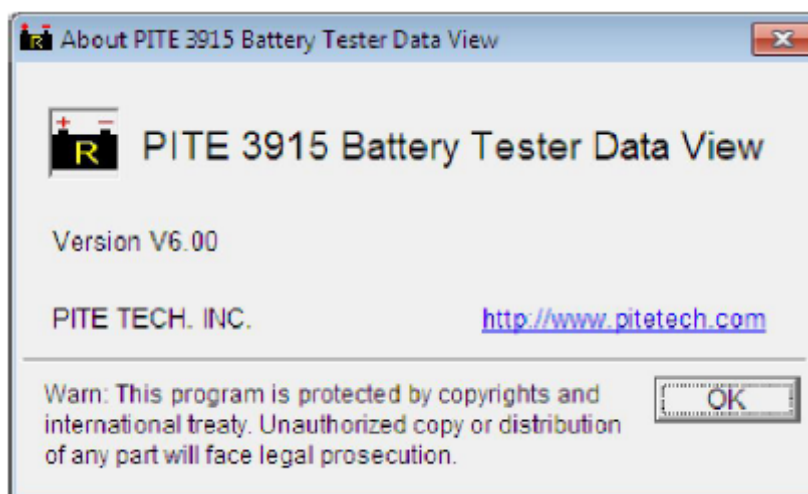 About PITE 3915 Battery Tester Data View
+ -
R
PITE 3915 Battery Tester Data View
Version V6.00
PITE TECH. INC.
http://www.pitetech.com
Warn: This program is protected by copyrights and
international treaty. Unauthorized copy or distribution
of any part will face legal prosecution.
OK